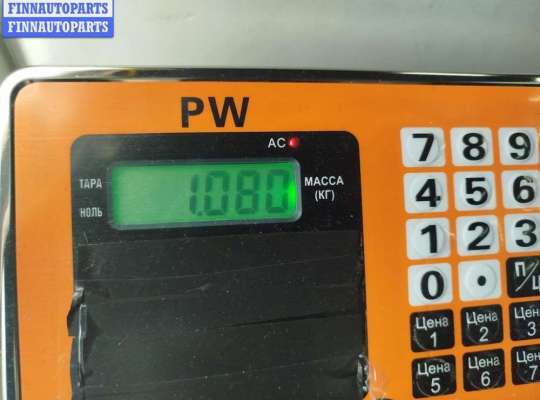 FINNAUTOPARTS
FINNAUTOPARTS
PW
AC
ТАРА
НОЛЬ
1.080
МАССА
(КГ)
7 8 9
4 5 6
1 2 3
0 . П/Ц
Цена 1 Цена 2 Цена 3
Цена 5 Цена 6 Цена 7